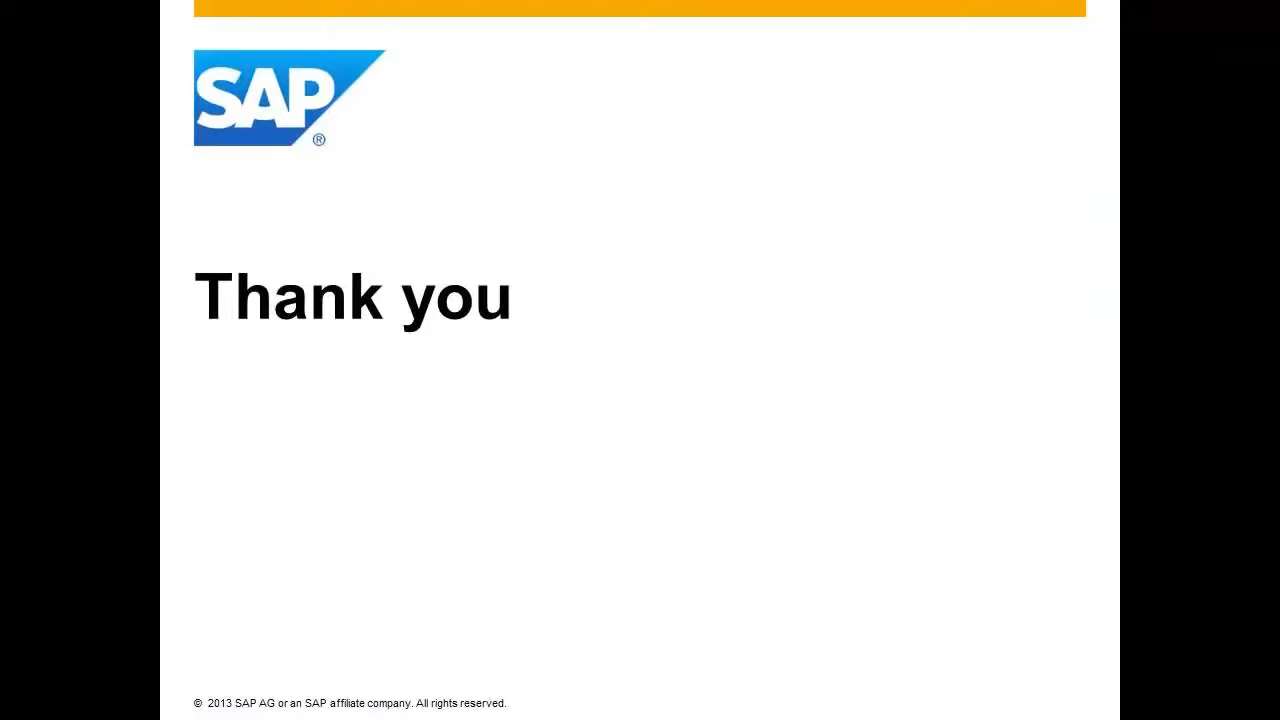 SAP®
Thank you
© 2013 SAP AG or an SAP affiliate company. All rights reserved.